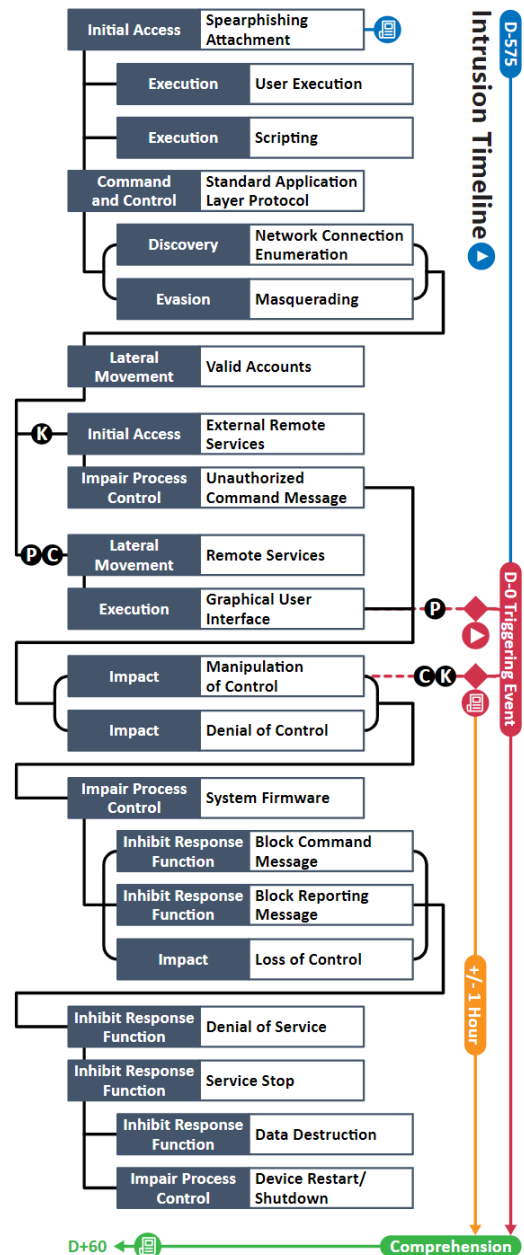 D-575
Intrusion Timeline
Initial Access
Spearphishing
Attachment
Execution
User Execution
Execution
Scripting
Command
and Control
Standard Application
Layer Protocol
Discovery
Network Connection
Enumeration
Evasion
Masquerading
Lateral
Movement
Valid Accounts
K
Initial Access
External Remote
Services
Impair Process
Control
Unauthorized
Command Message
P C
Lateral
Movement
Remote Services
Execution
Graphical User
Interface
P
D-0 Triggering Event
Impact
Manipulation
of Control
C K
Impact
Denial of Control
Impair Process
Control
System Firmware
Inhibit Response
Function
Block Command
Message
Inhibit Response
Function
Block Reporting
Message
Impact
Loss of Control
+/- 1 Hour
Inhibit Response
Function
Denial of Service
Inhibit Response
Function
Service Stop
Inhibit Response
Function
Data Destruction
Impair Process
Control
Device Restart/
Shutdown
D+60
Comprehension